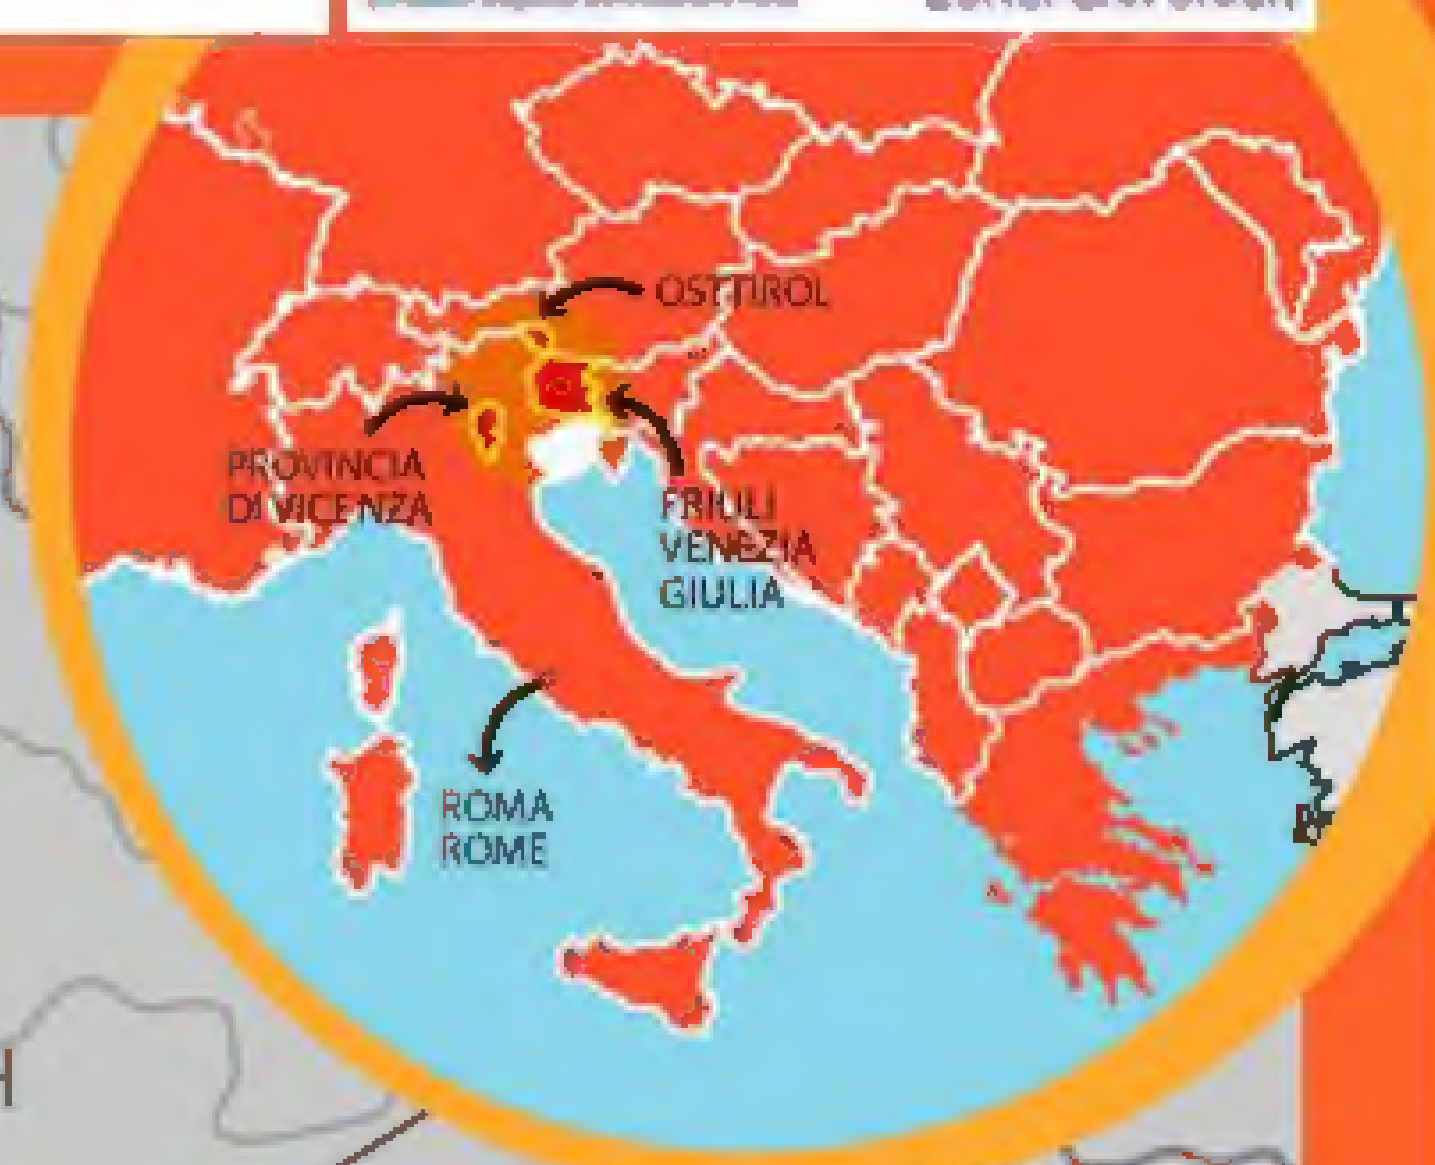 OSTTIROL
PROVINCIA
DI VICENZA
FRIULI
VENEZIA
GIULIA
ROMA
ROME
H